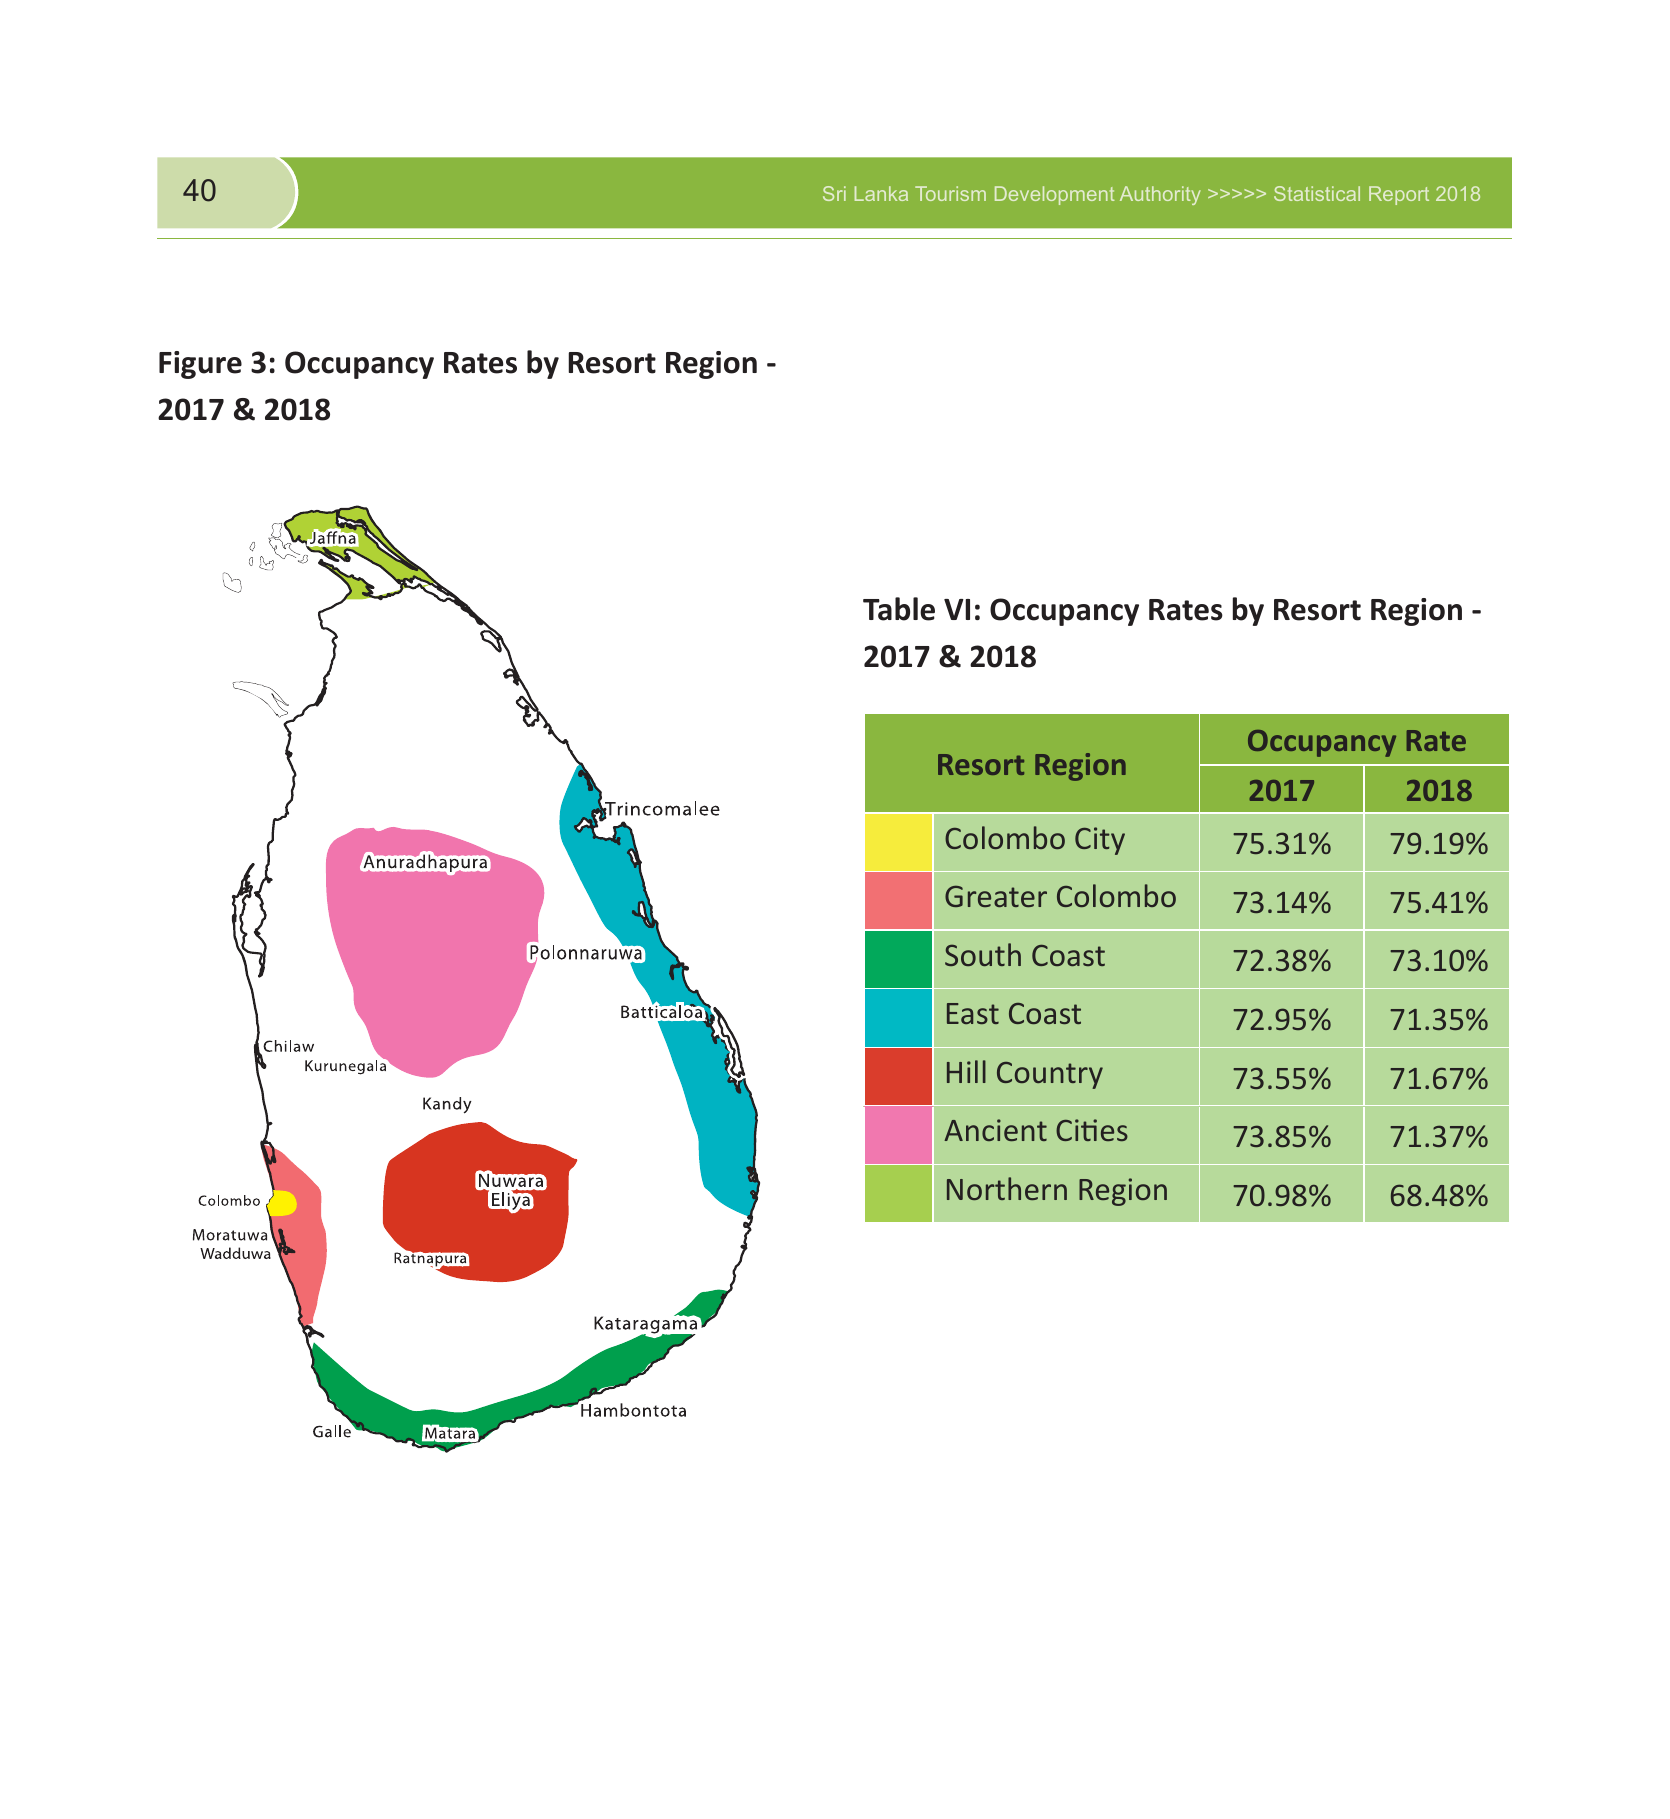 40
Sri Lanka Tourism Development Authority >>>>> Statistical Report 2018
Figure 3: Occupancy Rates by Resort Region -
2017 & 2018
Jaffna
Trincomalee
Anuradhapura
Polonnaruwa
Batticaloa
Chilaw
Kurunegala
Kandy
Nuwara
Eliya
Colombo
Moratuwa
Wadduwa
Ratnapura
Kataragama
Hambontota
Galle
Matara
Table VI: Occupancy Rates by Resort Region -
2017 & 2018
Resort Region
Occupancy Rate
2017 2018
Colombo City 75.31% 79.19%
Greater Colombo 73.14% 75.41%
South Coast 72.38% 73.10%
East Coast 72.95% 71.35%
Hill Country 73.55% 71.67%
Ancient Cities 73.85% 71.37%
Northern Region 70.98% 68.48%